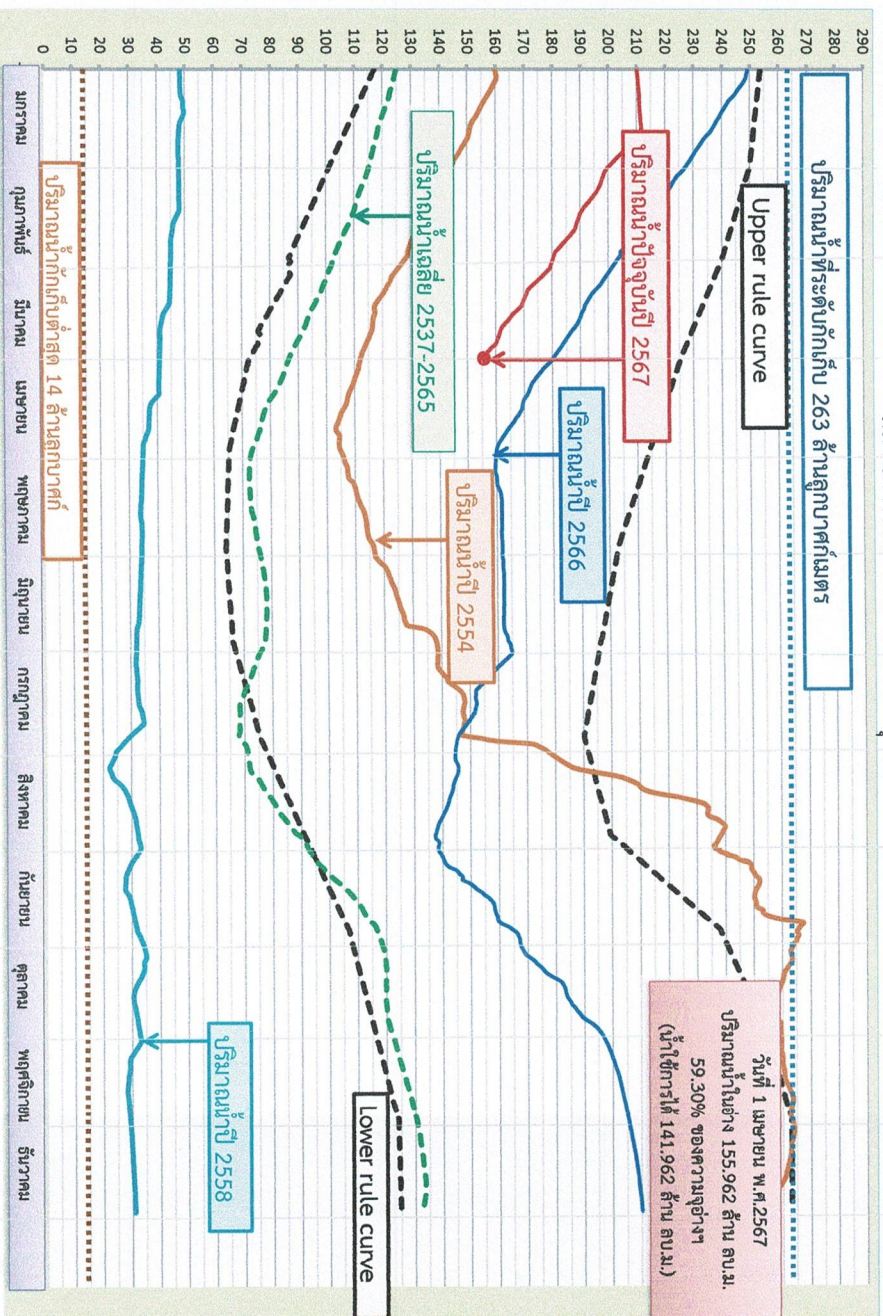 290
280
270
260
250
240
230
220
210
200
190
180
170
160
150
140
130
120
110
100
90
80
70
60
50
40
30
20
10
0
-
ปริมาณน้ำที่ระดับกักเก็บ 263 ล้านลูกบาศก์เมตร
Upper rule curve
ปริมาณน้ำปัจจุบันปี 2567
ปริมาณน้ำปี 2566
ปริมาณน้ำเฉลี่ย 2537-2565
ปริมาณน้ำปี 2554
วันที่ 1 เมษายน พ.ศ.2567
ปริมาณน้ำในอ่าง 155.962 ล้าน ลบ.ม.
59.30% ของความจุอ่างฯ
(น้ำใช้การได้ 141.962 ล้าน ลบ.ม.)
Lower rule curve
ปริมาณน้ำปี 2558
ปริมาณน้ำกักเก็บต่ำสุด 14 ล้านลูกบาศก์
มกราคม
กุมภาพันธ์
มีนาคม
เมษายน
พฤษภาคม
มิถุนายน
กรกฎาคม
สิงหาคม
กันยายน
ตุลาคม
พฤศจิกายน
ธันวาคม